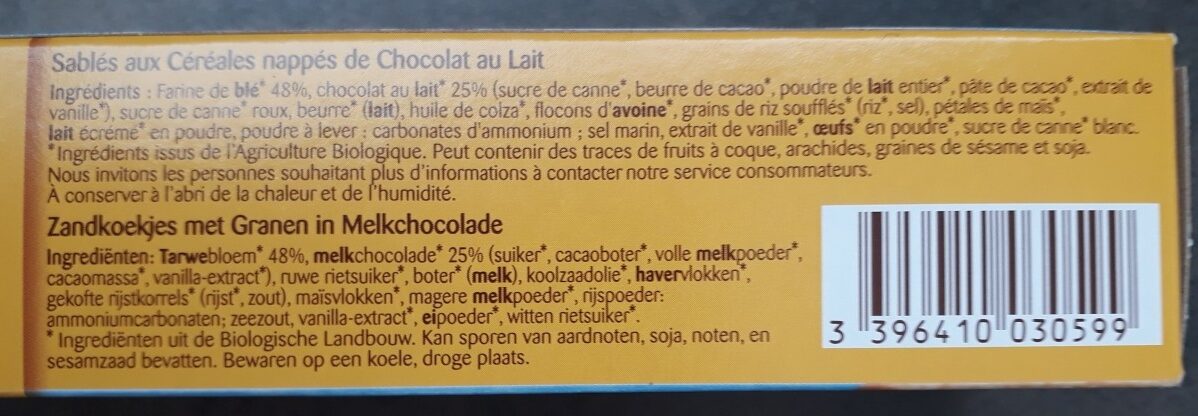 Sablés aux Céréales nappés de Chocolat au Lait
Ingrédients : Farine de blé* 48%, chocolat au lait* 25% (sucre de canne*, beurre de cacao*, poudre de lait entier*, pâte de cacao*, extrait de
vanille*), sucre de canne* roux, beurre* (lait), huile de colza*, flocons d'avoine*, grains de riz soufflés* (riz*, sel), pétales de maïs*,
lait écrémé* en poudre, poudre à lever : carbonates d'ammonium ; sel marin, extrait de vanille*, œufs* en poudre*, sucre de canne* blanc.
*Ingrédients issus de l'Agriculture Biologique. Peut contenir des traces de fruits à coque, arachides, graines de sésame et soja.
Nous invitons les personnes souhaitant plus d'informations à contacter notre service consommateurs.
À conserver à l'abri de la chaleur et de l'humidité.
Zandkoekjes met Granen in Melkchocolade
Ingrediënten: Tarwebloem* 48%, melkchocolade* 25% (suiker*, cacaoboter*, volle melkpoeder*,
cacaomassa*, vanilla-extract*), ruwe rietsuiker*, boter* (melk), koolzaadolie*, havervlokken*,
gekofte rijstkorrels* (rijst*, zout), maïsvlokken*, magere melkpoeder*, rijspoeder:
ammoniumcarbonaten; zeezout, vanilla-extract*, eipoeder*, witten rietsuiker*.
* Ingrediënten uit de Biologische Landbouw. Kan sporen van aardnoten, soja, noten, en
sesamzaad bevatten. Bewaren op een koele, droge plaats.
3 396410 030599